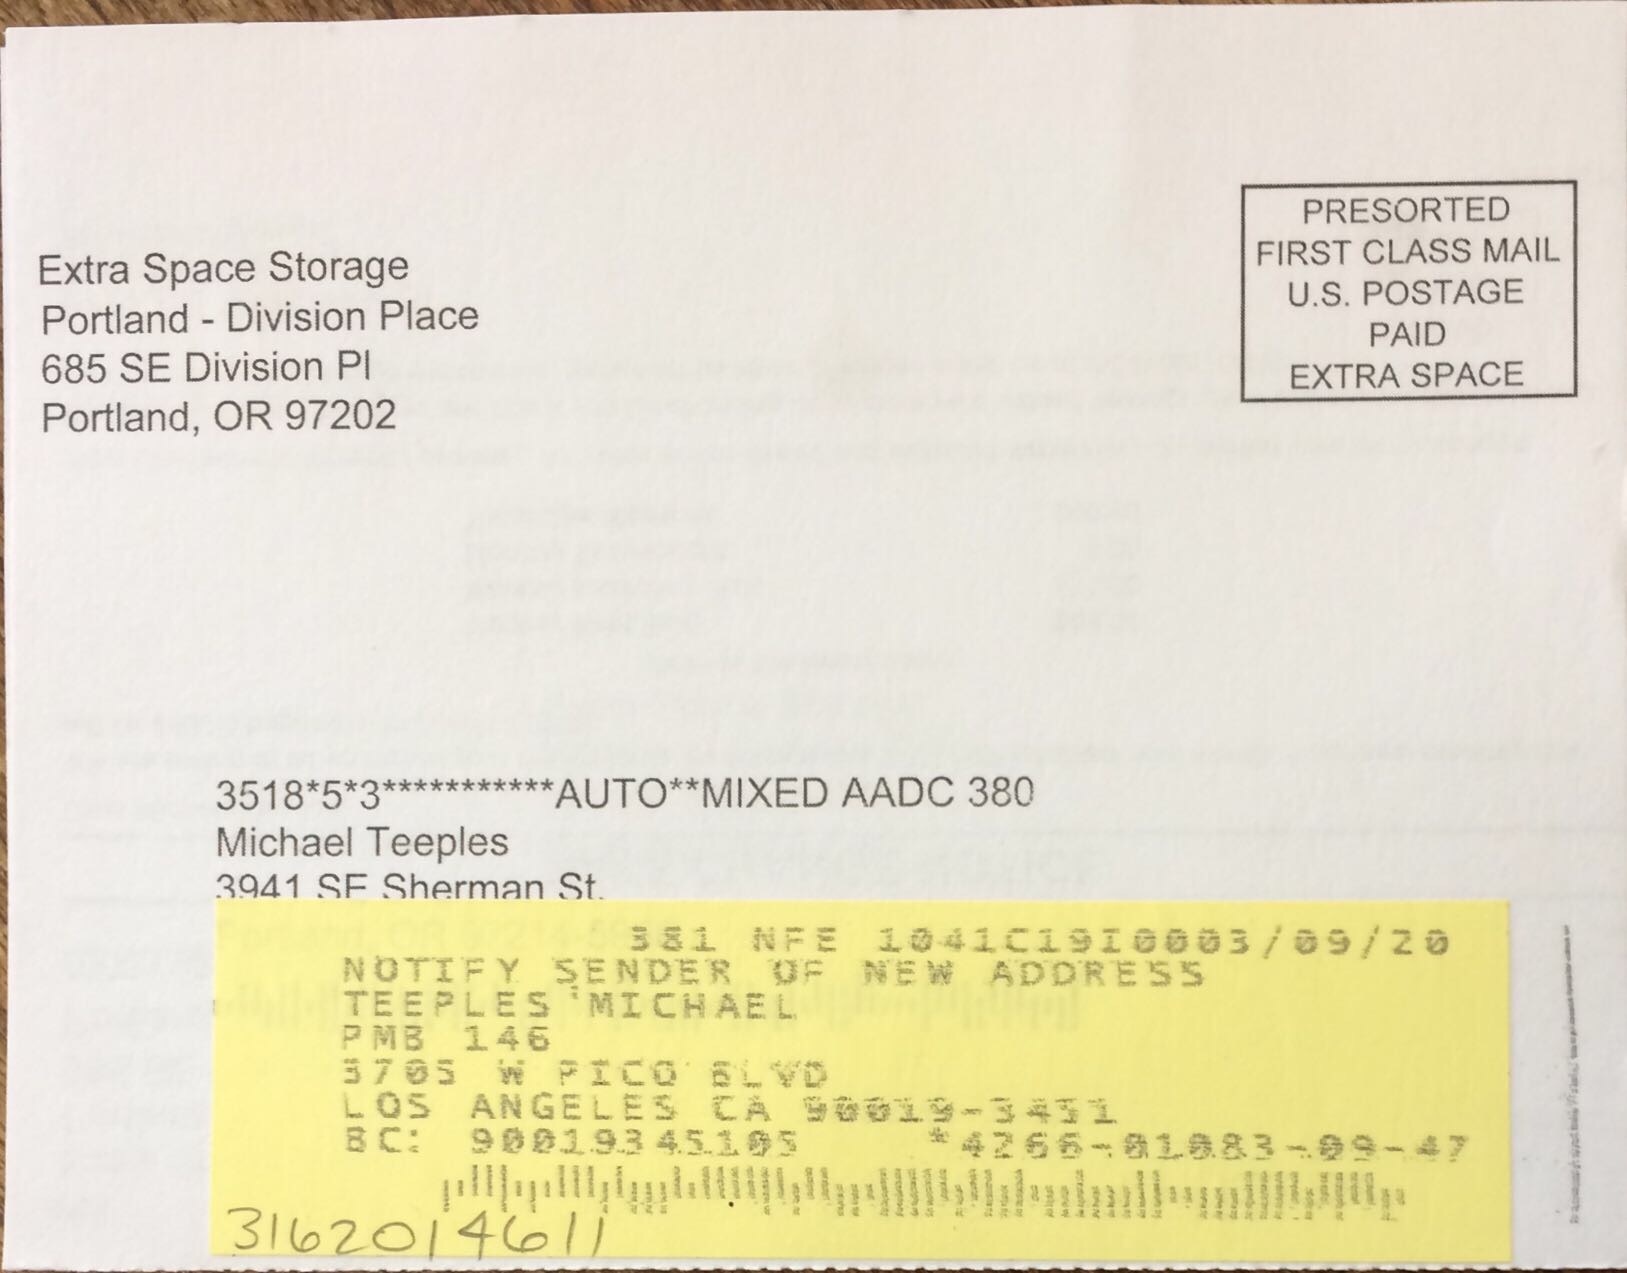 Extra Space Storage
Portland - Division Place
685 SE Division Pl
Portland, OR 97202
PRESORTED
FIRST CLASS MAIL
U.S. POSTAGE
PAID
EXTRA SPACE
3518*5*3***********AUTO**MIXED AADC 380
Michael Teeples
3941 SE Sherman St.
381 NFE 1041C19I0003/09/20
NOTIFY SENDER OF NEW ADDRESS
TEEPLES MICHAEL
PMB 146
3705 W PICO BLVD
LOS ANGELES CA 90019-3451
BC: 90019345105 *4266-01083-09-47
3162014611